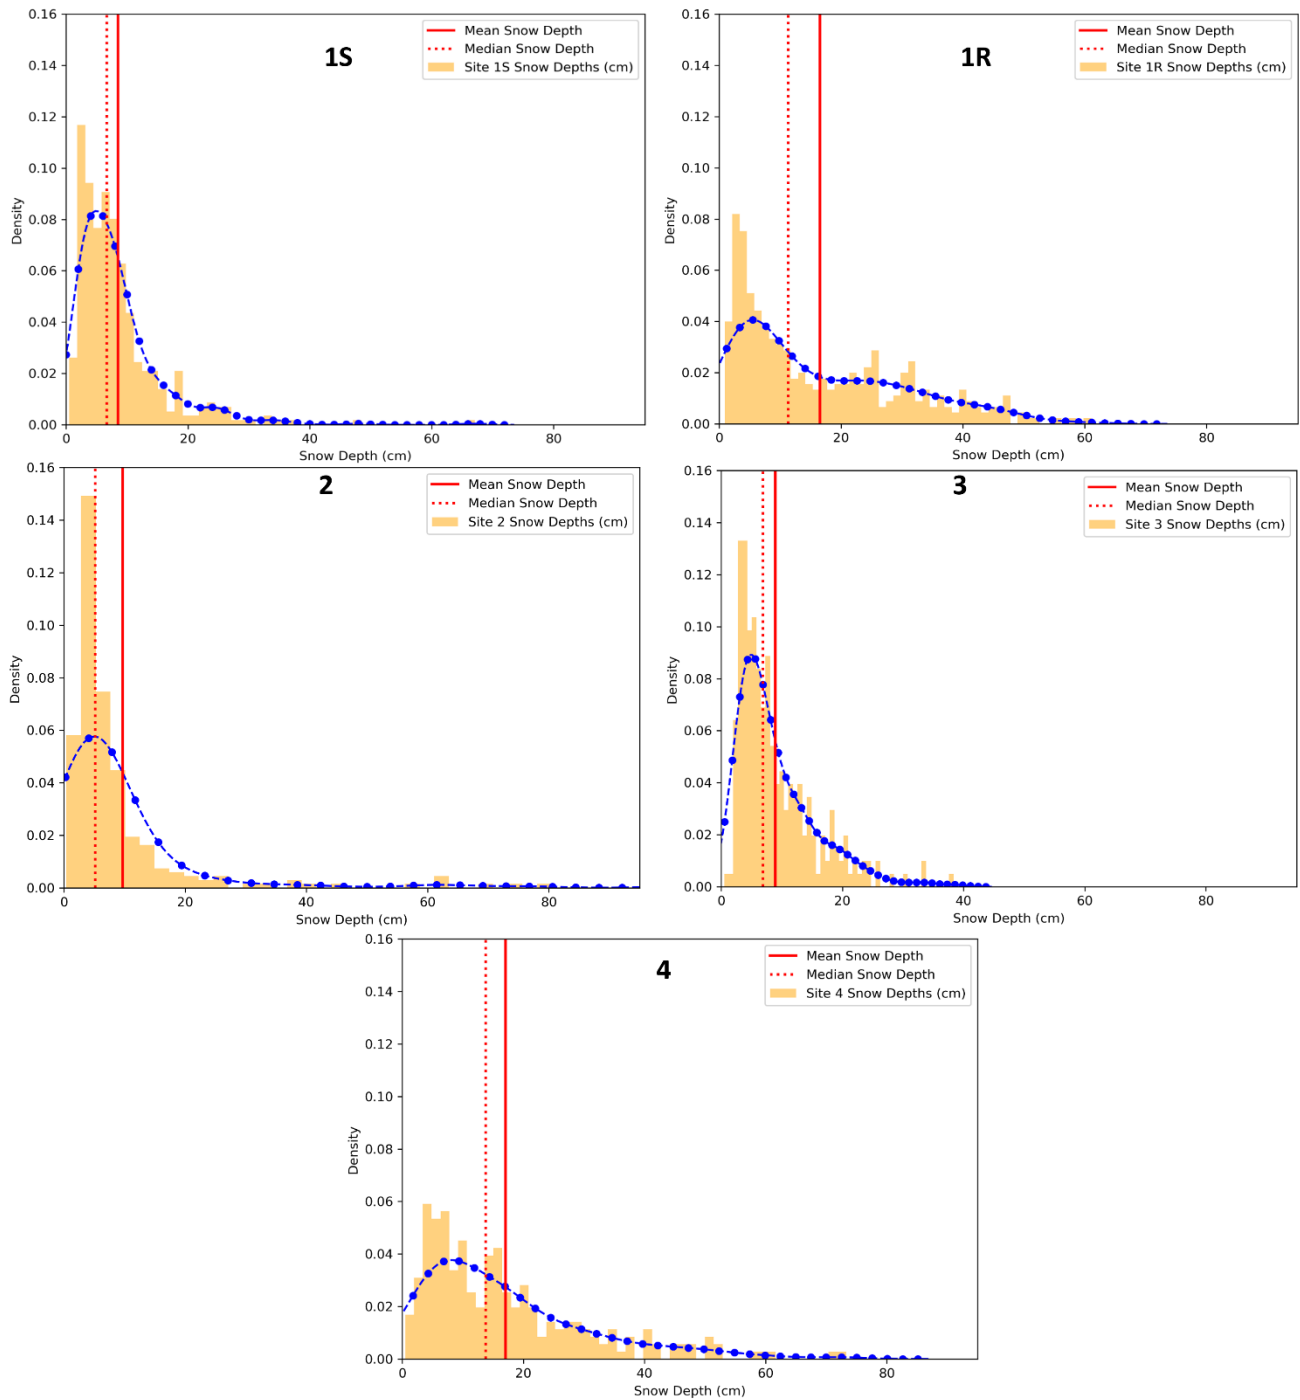 1S
Mean Snow Depth
Median Snow Depth
Site 1S Snow Depths (cm)
Density
0.16
0.14
0.12
0.10
0.08
0.06
0.04
0.02
0.00
0 20 40 60 80
Snow Depth (cm)
1R
Mean Snow Depth
Median Snow Depth
Site 1R Snow Depths (cm)
Density
0.16
0.14
0.12
0.10
0.08
0.06
0.04
0.02
0.00
0 20 40 60 80
Snow Depth (cm)
2
Mean Snow Depth
Median Snow Depth
Site 2 Snow Depths (cm)
Density
0.16
0.14
0.12
0.10
0.08
0.06
0.04
0.02
0.00
0 20 40 60 80
Snow Depth (cm)
3
Mean Snow Depth
Median Snow Depth
Site 3 Snow Depths (cm)
Density
0.16
0.14
0.12
0.10
0.08
0.06
0.04
0.02
0.00
0 20 40 60 80
Snow Depth (cm)
4
Mean Snow Depth
Median Snow Depth
Site 4 Snow Depths (cm)
Density
0.16
0.14
0.12
0.10
0.08
0.06
0.04
0.02
0.00
0 20 40 60 80
Snow Depth (cm)